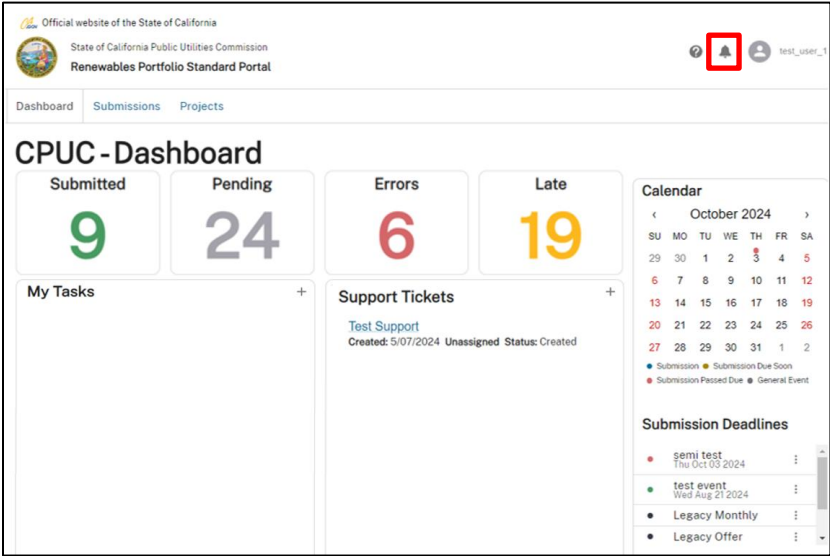 Official website of the State of California
State of California Public Utilities Commission
Renewables Portfolio Standard Portal
test_user_1
Dashboard Submissions Projects
CPUC - Dashboard
Submitted
9
Pending
24
Errors
6
Late
19
My Tasks +
Support Tickets +
Test Support
Created: 5/07/2024 Unassigned Status: Created
Calendar
‹ October 2024 ›
SU MO TU WE TH FR SA
29 30 1 2 3 4 5
6 7 8 9 10 11 12
13 14 15 16 17 18 19
20 21 22 23 24 25 26
27 28 29 30 31 1 2
Submission Submission Due Soon
Submission Passed Due General Event
Submission Deadlines
semi test
Thu Oct 03 2024
test event
Wed Aug 21 2024
Legacy Monthly
Legacy Offer